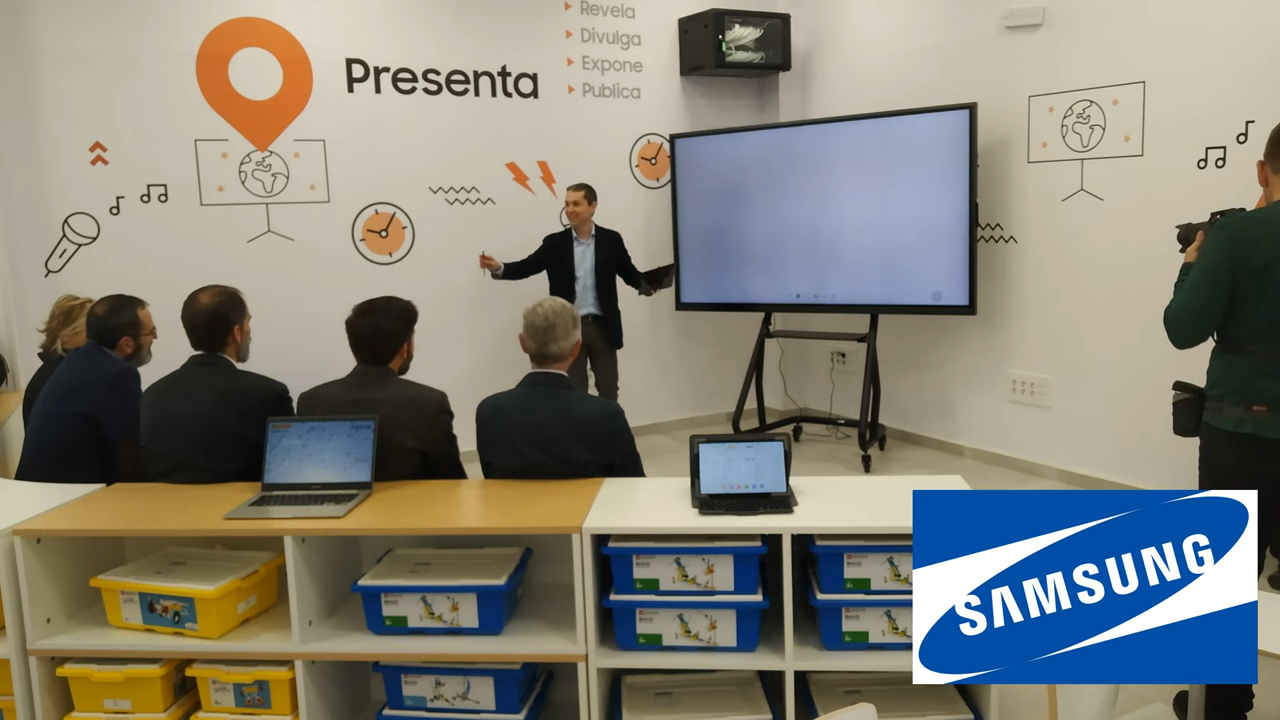 Revela
Divulga
Presenta
Expone
Publica
SAMSUNG